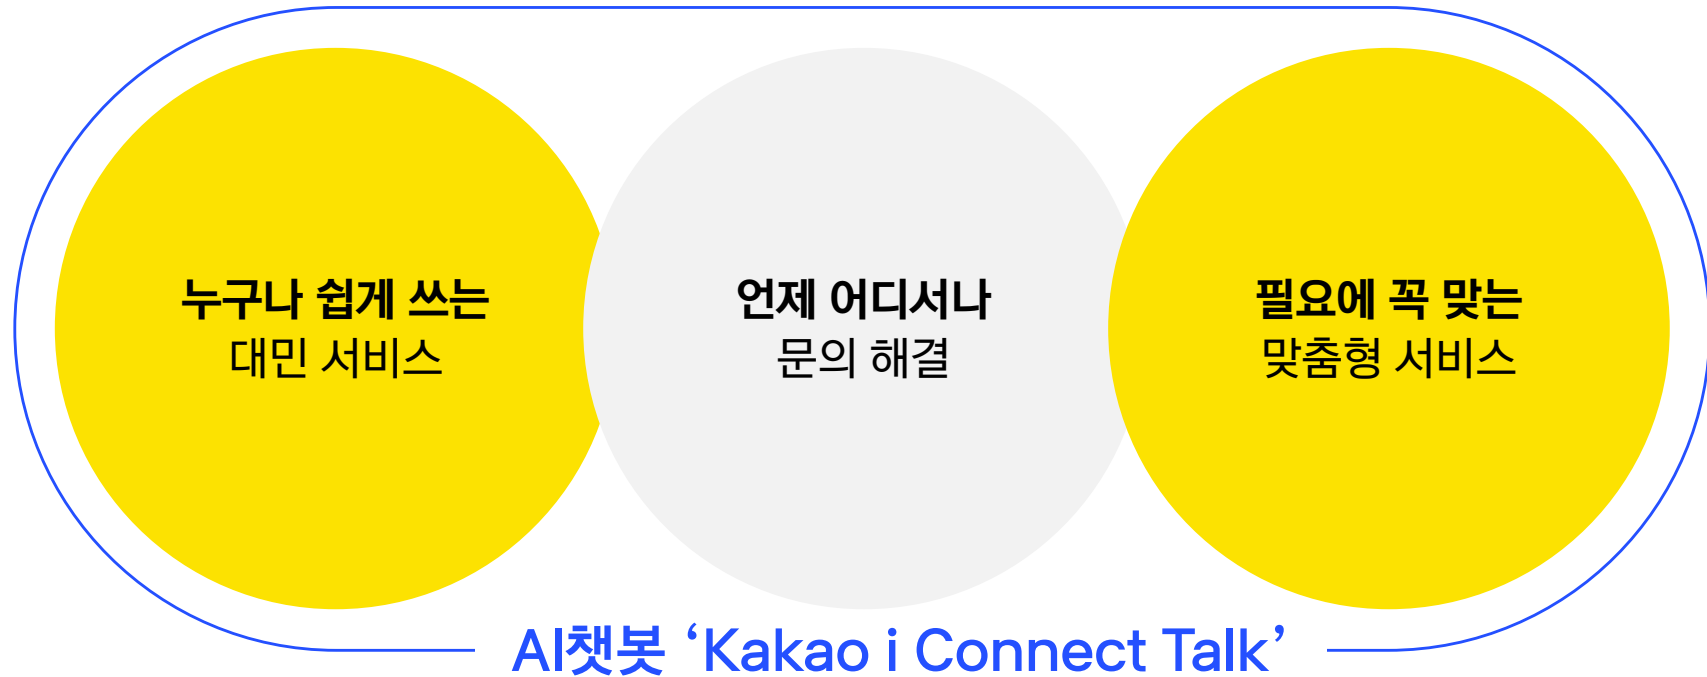 누구나 쉽게 쓰는
대민 서비스
언제 어디서나
문의 해결
필요에 꼭 맞는
맞춤형 서비스
AI챗봇 ‘Kakao i Connect Talk’